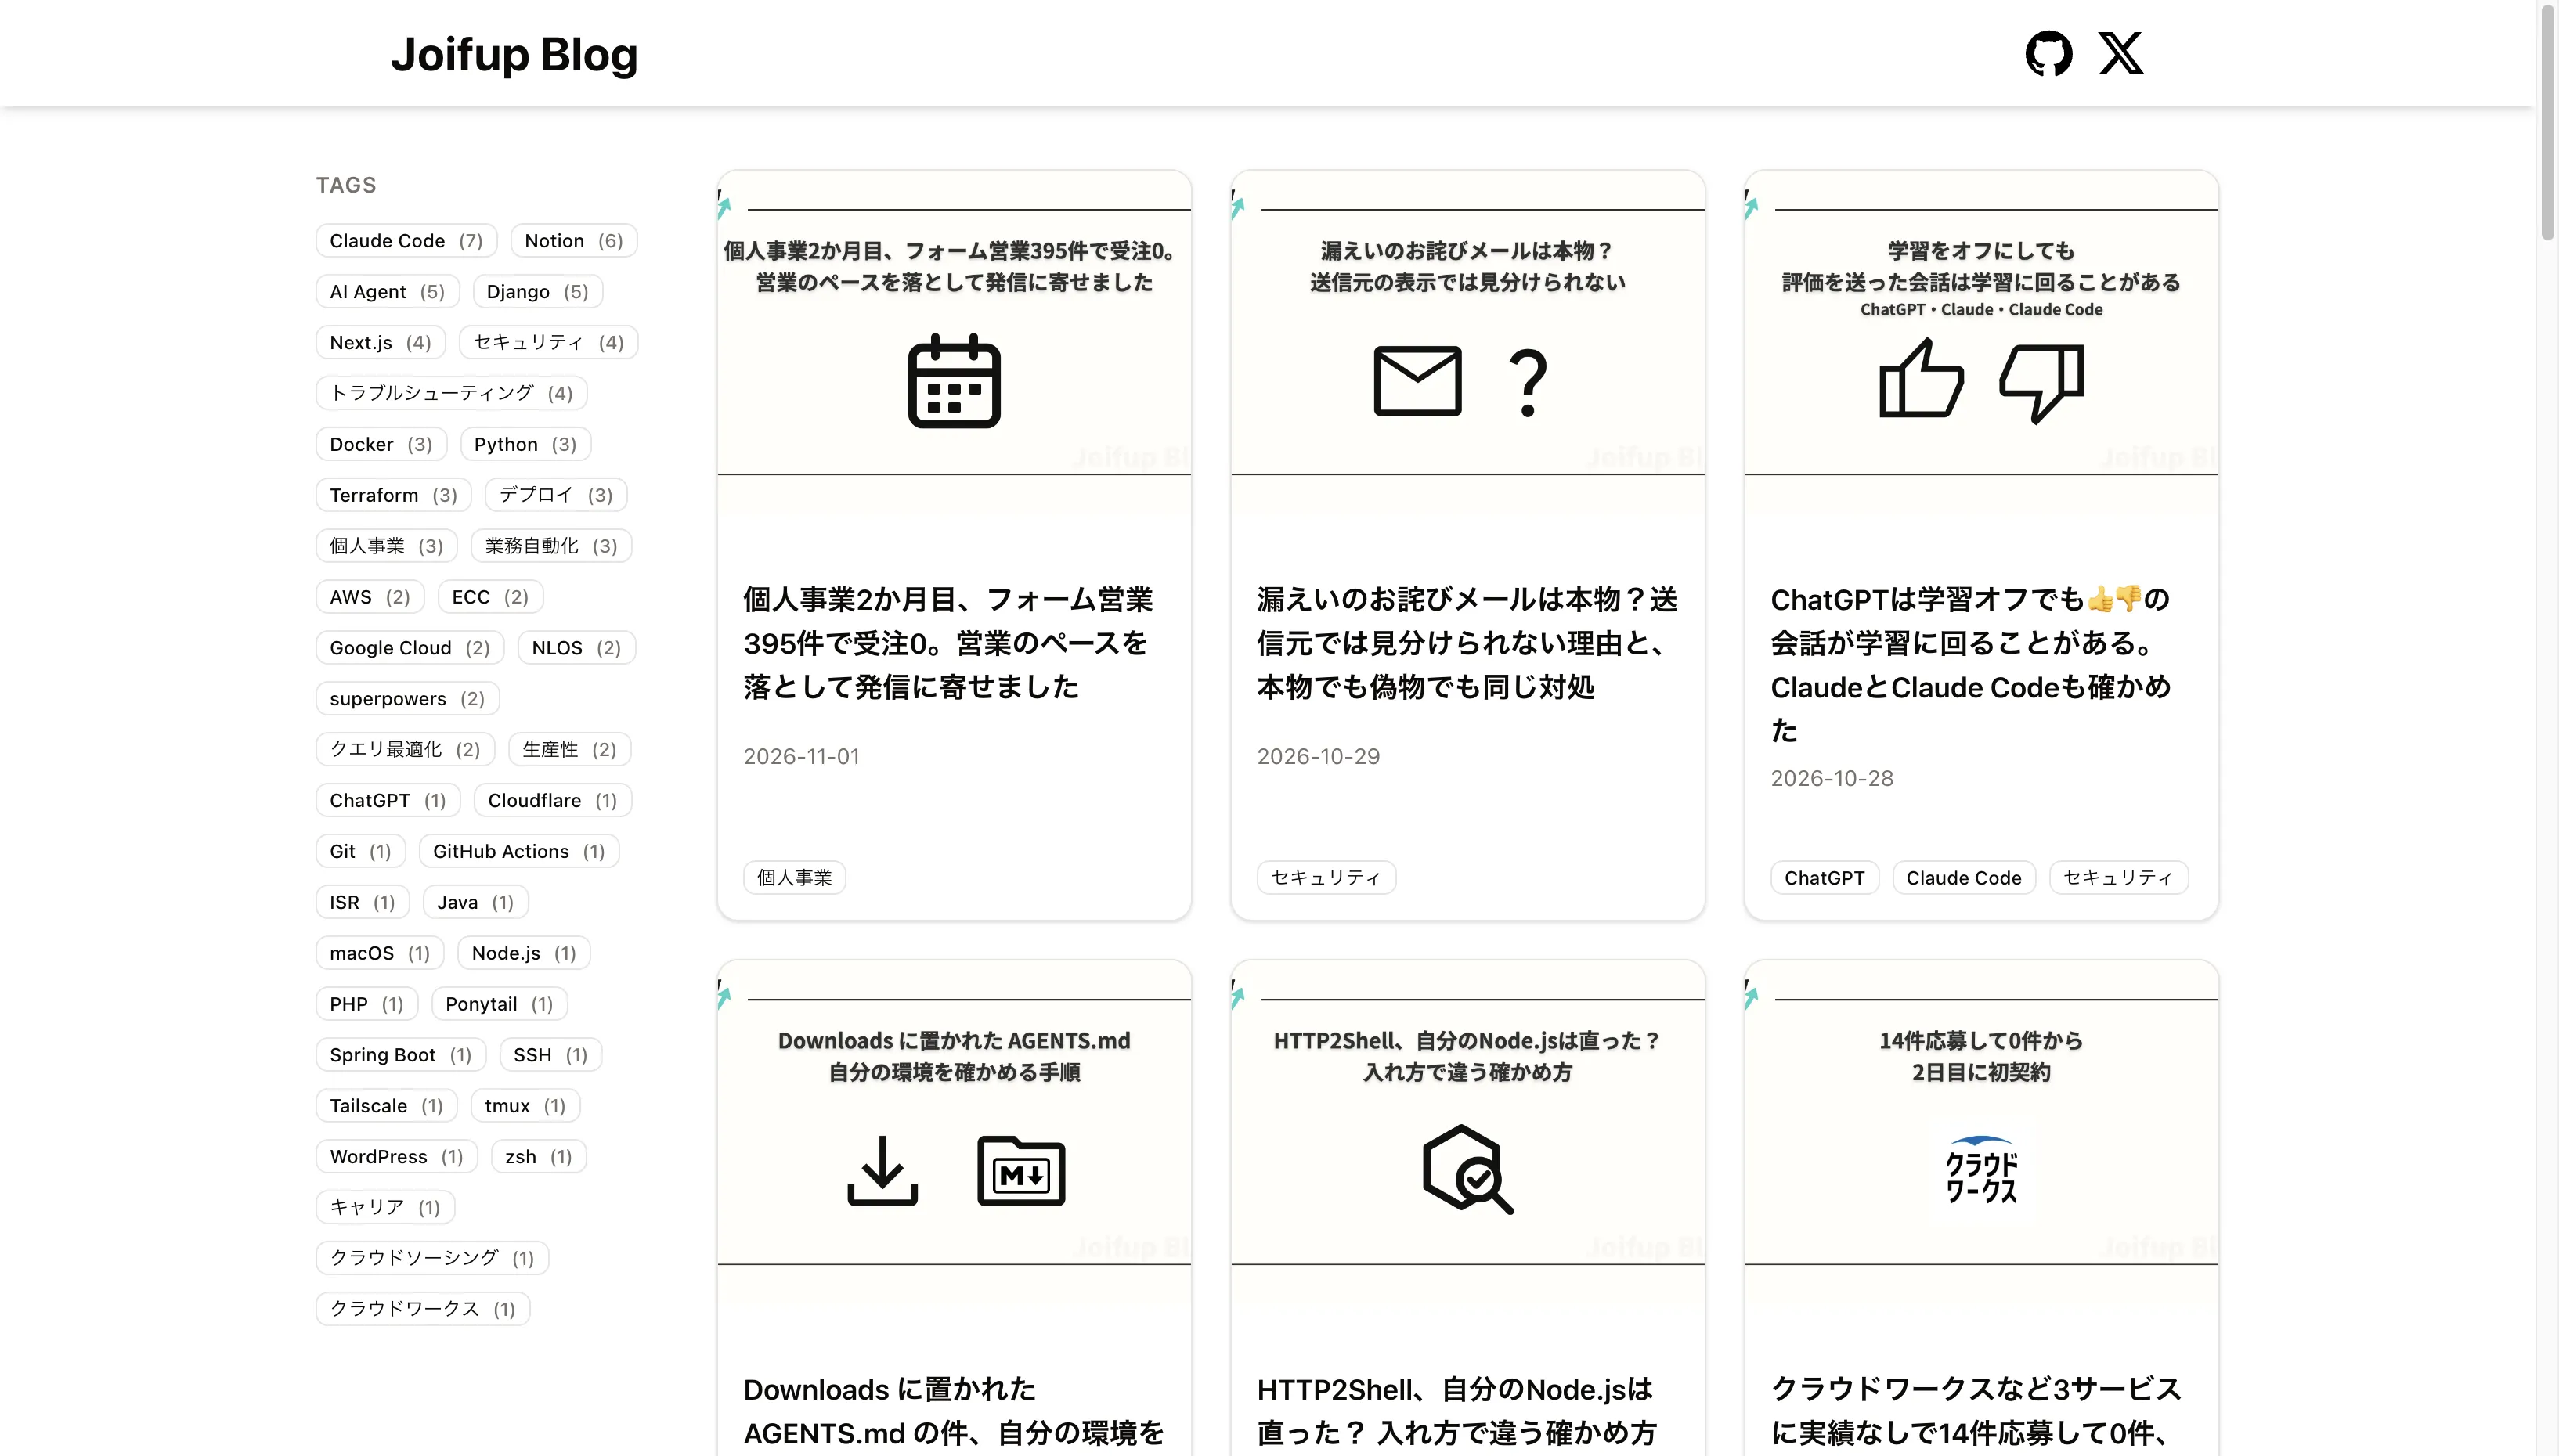 Joifup Blog
TAGS
Claude Code (7) Notion (6)
AI Agent (5) Django (5)
Next.js (4) セキュリティ (4)
トラブルシューティング (4)
Docker (3) Python (3)
Terraform (3) デプロイ (3)
個人事業 (3) 業務自動化 (3)
AWS (2) ECC (2)
Google Cloud (2) NLOS (2)
superpowers (2)
クエリ最適化 (2) 生産性 (2)
ChatGPT (1) Cloudflare (1)
Git (1) GitHub Actions (1)
ISR (1) Java (1)
macOS (1) Node.js (1)
PHP (1) Ponytail (1)
Spring Boot (1) SSH (1)
Tailscale (1) tmux (1)
WordPress (1) zsh (1)
キャリア (1)
クラウドソーシング (1)
クラウドワークス (1)
個人事業2か月目、フォーム営業395件で受注0。
営業のペースを落として発信に寄せました
Joifup Bl
個人事業2か月目、フォーム営業
395件で受注0。営業のペースを
落として発信に寄せました
2026-11-01
個人事業
漏えいのお詫びメールは本物？
送信元の表示では見分けられない
?
Joifup Bl
漏えいのお詫びメールは本物？送
信元では見分けられない理由と、
本物でも偽物でも同じ対処
2026-10-29
セキュリティ
学習をオフにしても
評価を送った会話は学習に回ることがある
ChatGPT・Claude・Claude Code
Joifup Bl
ChatGPTは学習オフでも👍👎の
会話が学習に回ることがある。
ClaudeとClaude Codeも確かめ
た
2026-10-28
ChatGPT Claude Code セキュリティ
Downloads に置かれた AGENTS.md
自分の環境を確かめる手順
M
Joifup Bl
Downloads に置かれた
AGENTS.md の件、自分の環境を
HTTP2Shell、自分のNode.jsは直った？
入れ方で違う確かめ方
Joifup Bl
HTTP2Shell、自分のNode.jsは
直った？ 入れ方で違う確かめ方
14件応募して0件から
2日目に初契約
クラウド
ワークス
Joifup Bl
クラウドワークスなど3サービス
に実績なしで14件応募して0件、